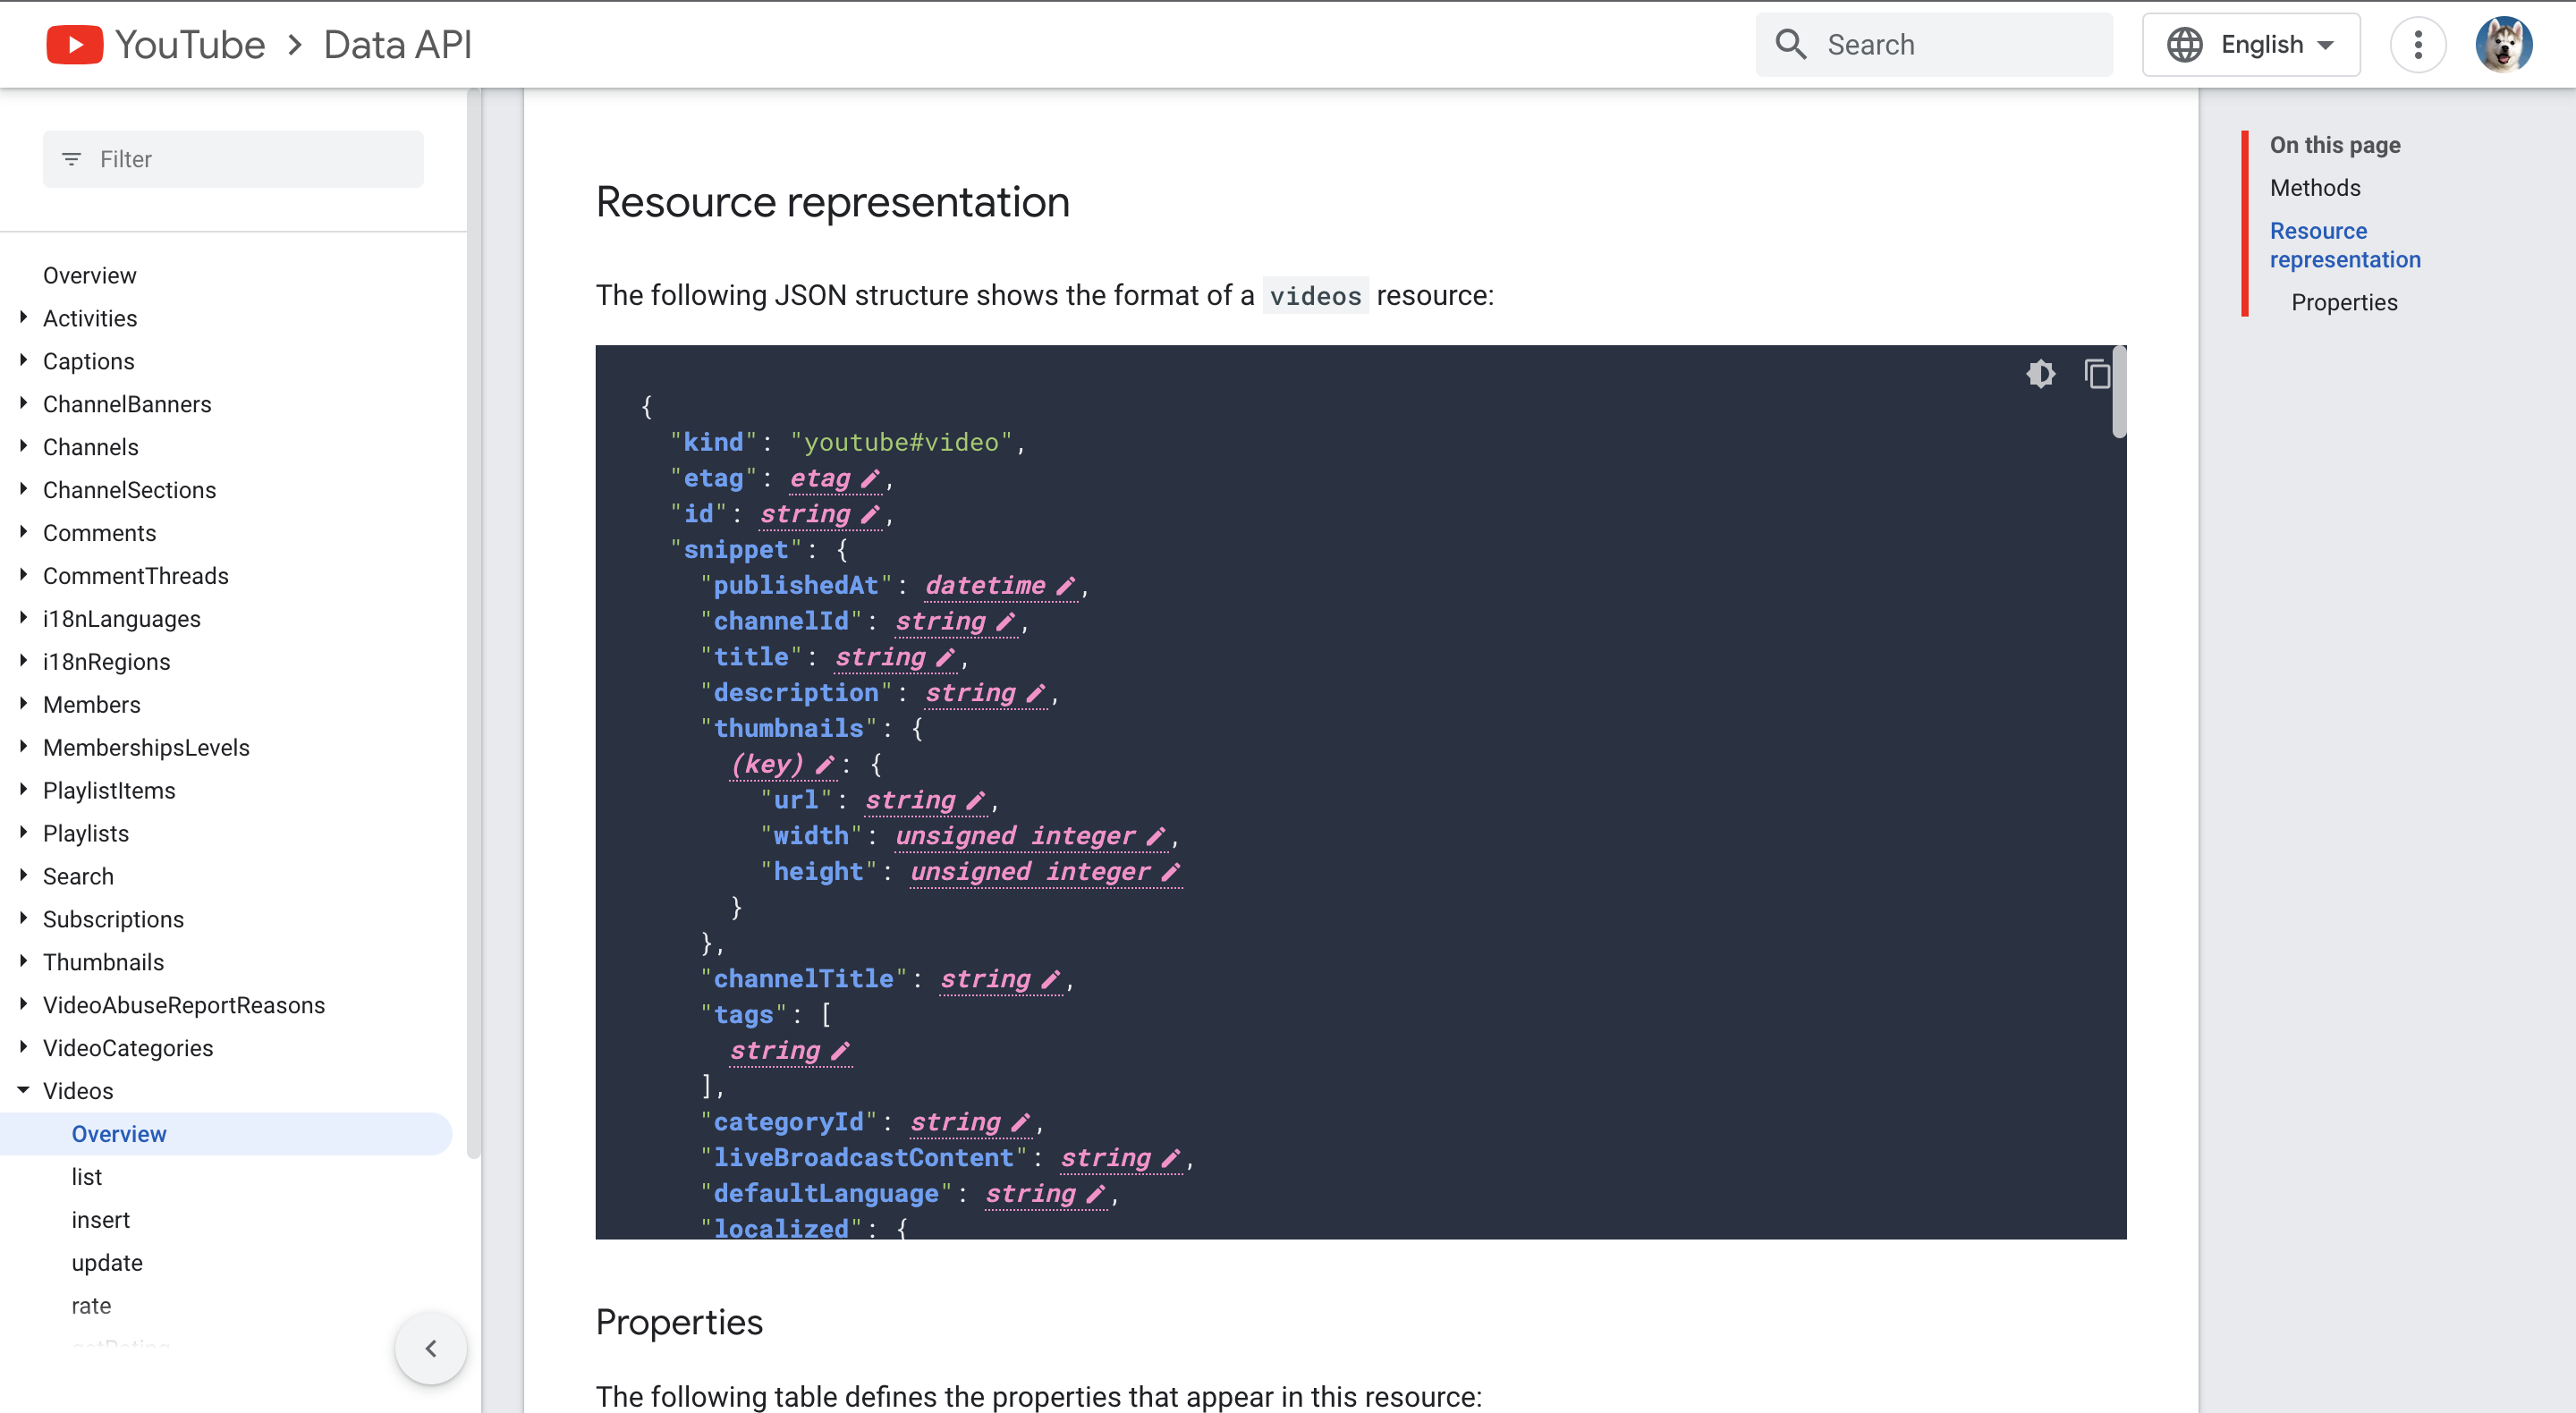 YouTube > Data API
Search
English
Filter
Overview
Activities
Captions
ChannelBanners
Channels
ChannelSections
Comments
CommentThreads
i18nLanguages
i18nRegions
Members
MembershipsLevels
PlaylistItems
Playlists
Search
Subscriptions
Thumbnails
VideoAbuseReportReasons
VideoCategories
Videos
Overview
list
insert
update
rate
getRating
Resource representation
The following JSON structure shows the format of a videos resource:
{
"kind": "youtube#video",
"etag": etag,
"id": string,
"snippet": {
"publishedAt": datetime,
"channelId": string,
"title": string,
"description": string,
"thumbnails": {
(key): {
"url": string,
"width": unsigned integer,
"height": unsigned integer
}
},
"channelTitle": string,
"tags": [
string
],
"categoryId": string,
"liveBroadcastContent": string,
"defaultLanguage": string,
"localized": {
Properties
The following table defines the properties that appear in this resource:
On this page
Methods
Resource
representation
Properties